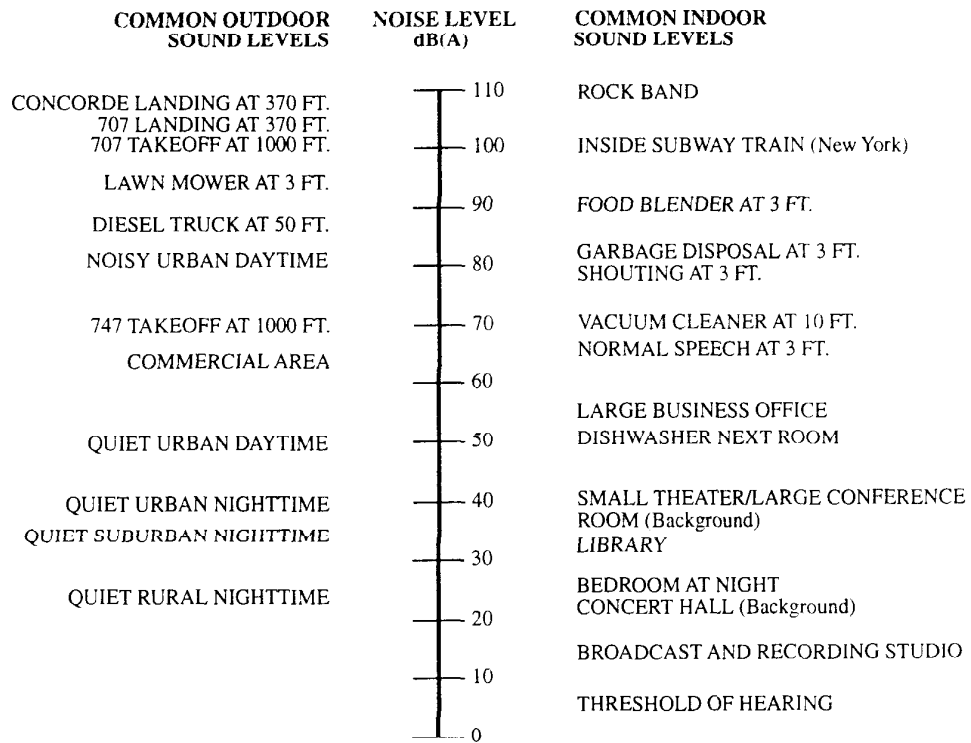 COMMON OUTDOOR
SOUND LEVELS
NOISE LEVEL
dB(A)
COMMON INDOOR
SOUND LEVELS
110
ROCK BAND
CONCORDE LANDING AT 370 FT.
707 LANDING AT 370 FT.
707 TAKEOFF AT 1000 FT.
100
INSIDE SUBWAY TRAIN (New York)
LAWN MOWER AT 3 FT.
90
FOOD BLENDER AT 3 FT.
DIESEL TRUCK AT 50 FT.
NOISY URBAN DAYTIME
80
GARBAGE DISPOSAL AT 3 FT.
SHOUTING AT 3 FT.
747 TAKEOFF AT 1000 FT.
70
VACUUM CLEANER AT 10 FT.
NORMAL SPEECH AT 3 FT.
COMMERCIAL AREA
60
LARGE BUSINESS OFFICE
QUIET URBAN DAYTIME
50
DISHWASHER NEXT ROOM
QUIET URBAN NIGHTTIME
40
SMALL THEATER/LARGE CONFERENCE
ROOM (Background)
QUIET SUBURBAN NIGHTTIME
LIBRARY
30
QUIET RURAL NIGHTTIME
BEDROOM AT NIGHT
CONCERT HALL (Background)
20
BROADCAST AND RECORDING STUDIO
10
THRESHOLD OF HEARING
0